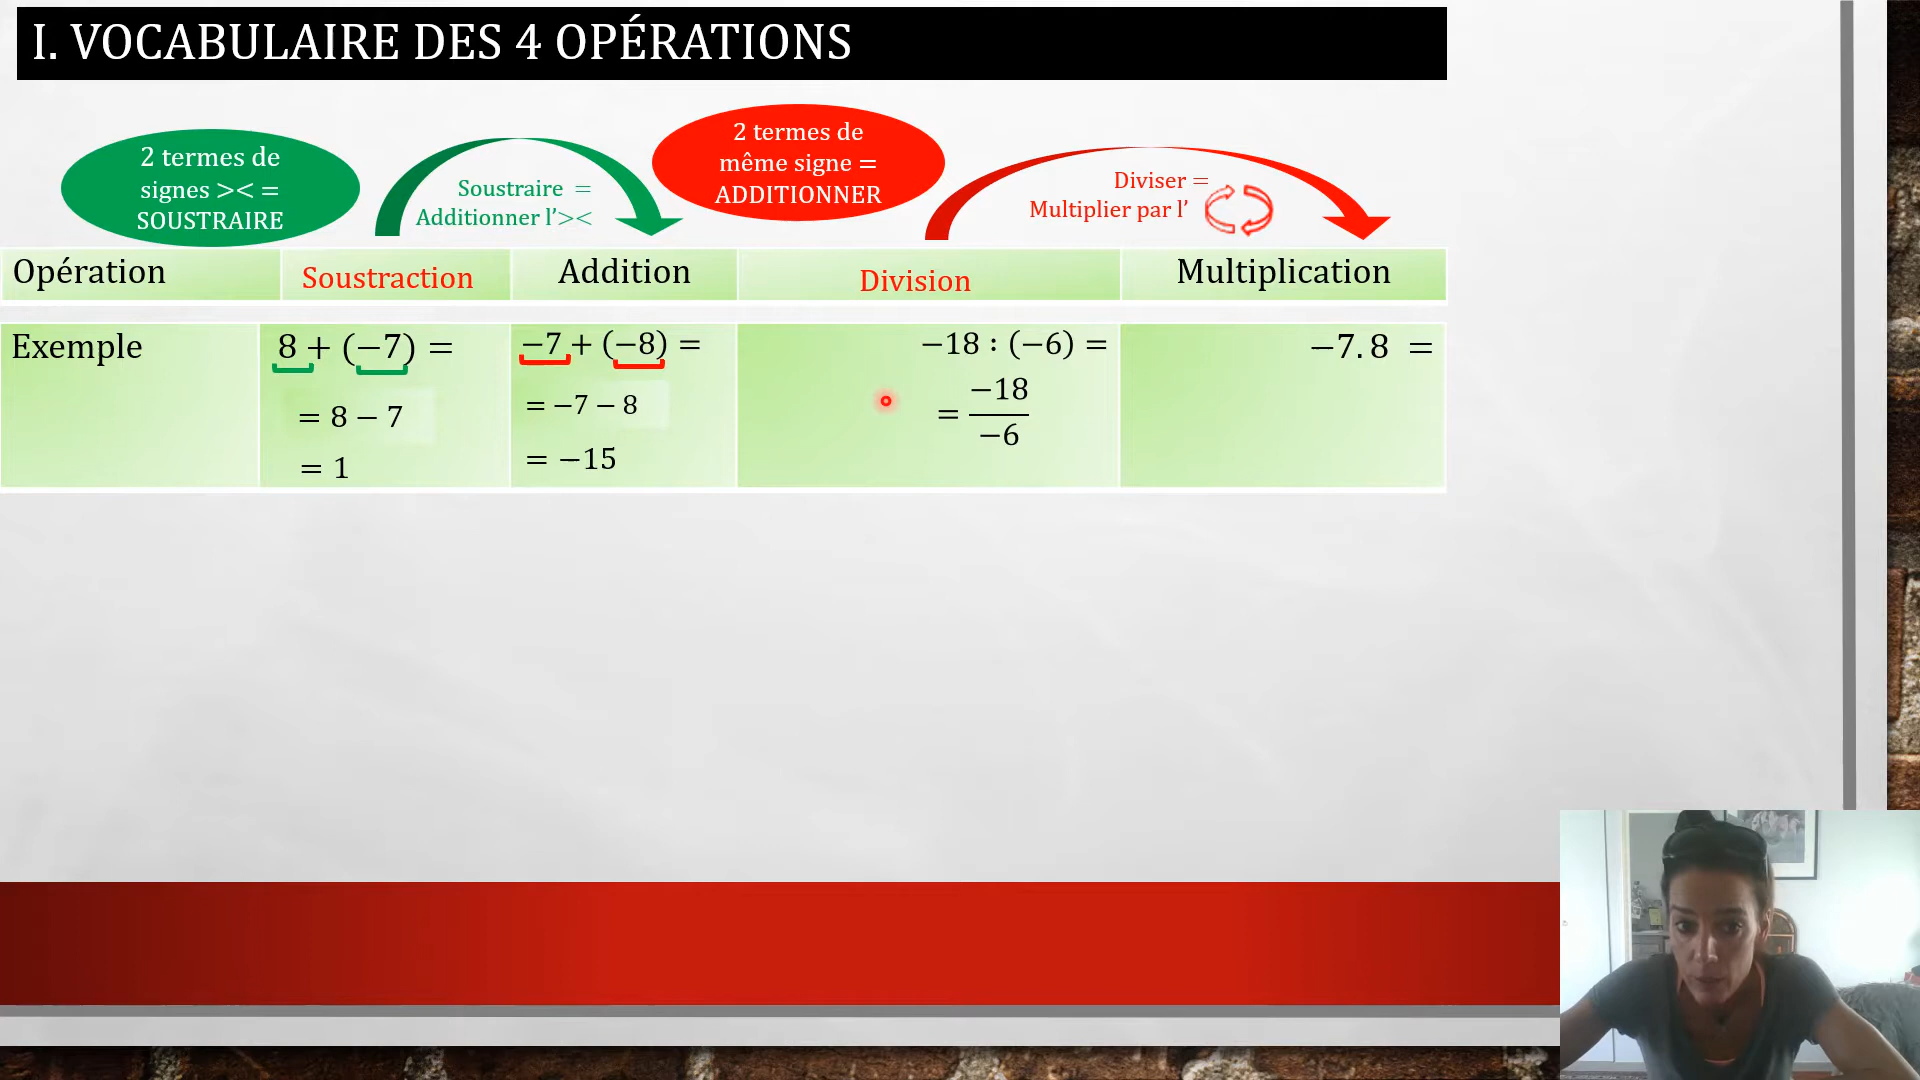 I. VOCABULAIRE DES 4 OPÉRATIONS
2 termes de
signes >< =
SOUSTRAIRE
Soustraire =
Additionner l’><
2 termes de
même signe =
ADDITIONNER
Diviser =
Multiplier par l’
Opération
Soustraction
Addition
Division
Multiplication
Exemple
8 + (−7) =
= 8 − 7
= 1
−7 + (−8) =
= −7 − 8
= −15
−18 : (−6) =
= −18
−6
−7. 8 =